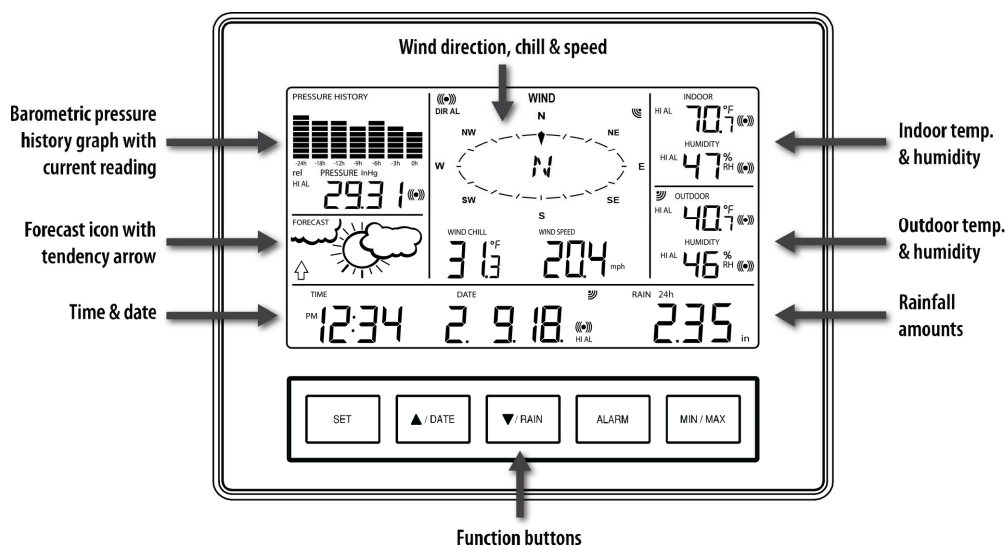 Wind direction, chill & speed
Barometric pressure
history graph with
current reading
Forecast icon with
tendency arrow
Time & date
PRESSURE HISTORY
-24h -18h -12h -9h -6h -3h 0h
rel PRESSURE InHg
HI AL
29.31
FORECAST
DIR AL
WIND
N
NW NE
W N E
SW SE
S
WIND CHILL WIND SPEED
31.3 °F 20.4 mph
INDOOR
HI AL 70.7 °F
HUMIDITY
HI AL 47 % RH
OUTDOOR
HI AL 40.7 °F
HUMIDITY
HI AL 46 % RH
TIME DATE RAIN 24h
PM 12:34 2. 9.18. HI AL 2.35 in
Indoor temp.
& humidity
Outdoor temp.
& humidity
Rainfall
amounts
SET ▲ / DATE ▼ / RAIN ALARM MIN / MAX
Function buttons